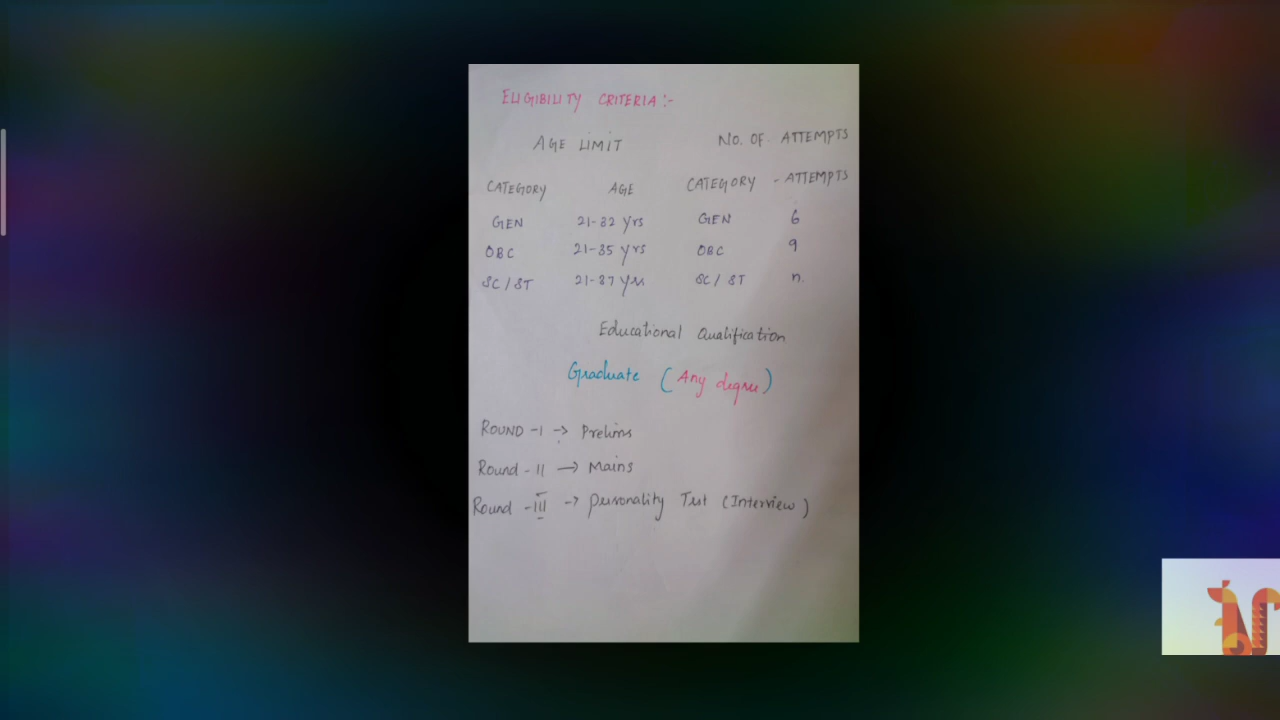 ELIGIBILITY CRITERIA :-
AGE LIMIT NO. OF ATTEMPTS
CATEGORY AGE CATEGORY - ATTEMPTS
GEN 21-32 Yrs GEN 6
OBC 21-35 Yrs OBC 9
SC / ST 21-37 Yrs SC / ST n.
Educational Qualification
Graduate (Any degree)
ROUND -I -> Prelims
Round - II -> Mains
Round - III -> Personality Test (Interview)